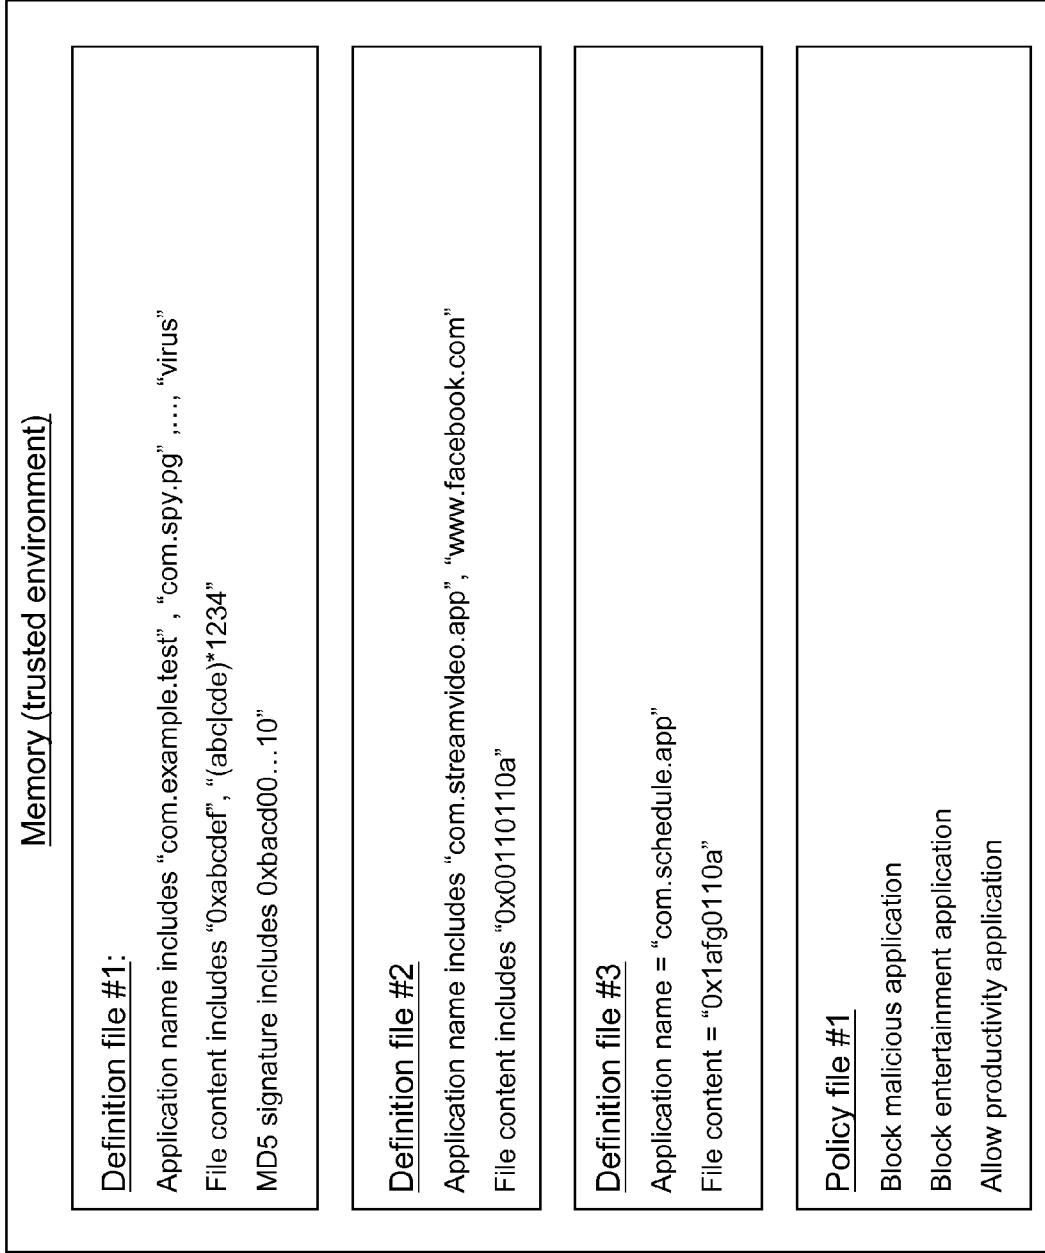 Memory (trusted environment)
Definition file #1:
Application name includes “com.example.test” , “com.spy.pg” ,…, “virus”
File content includes “0xabcdef”, “(abc|cde)*1234”
MD5 signature includes 0xbacd00…10”
Definition file #2
Application name includes “com.streamvideo.app”, “www.facebook.com”
File content includes “0x00110110a”
Definition file #3
Application name = “com.schedule.app”
File content = “0x1afg0110a”
Policy file #1
Block malicious application
Block entertainment application
Allow productivity application